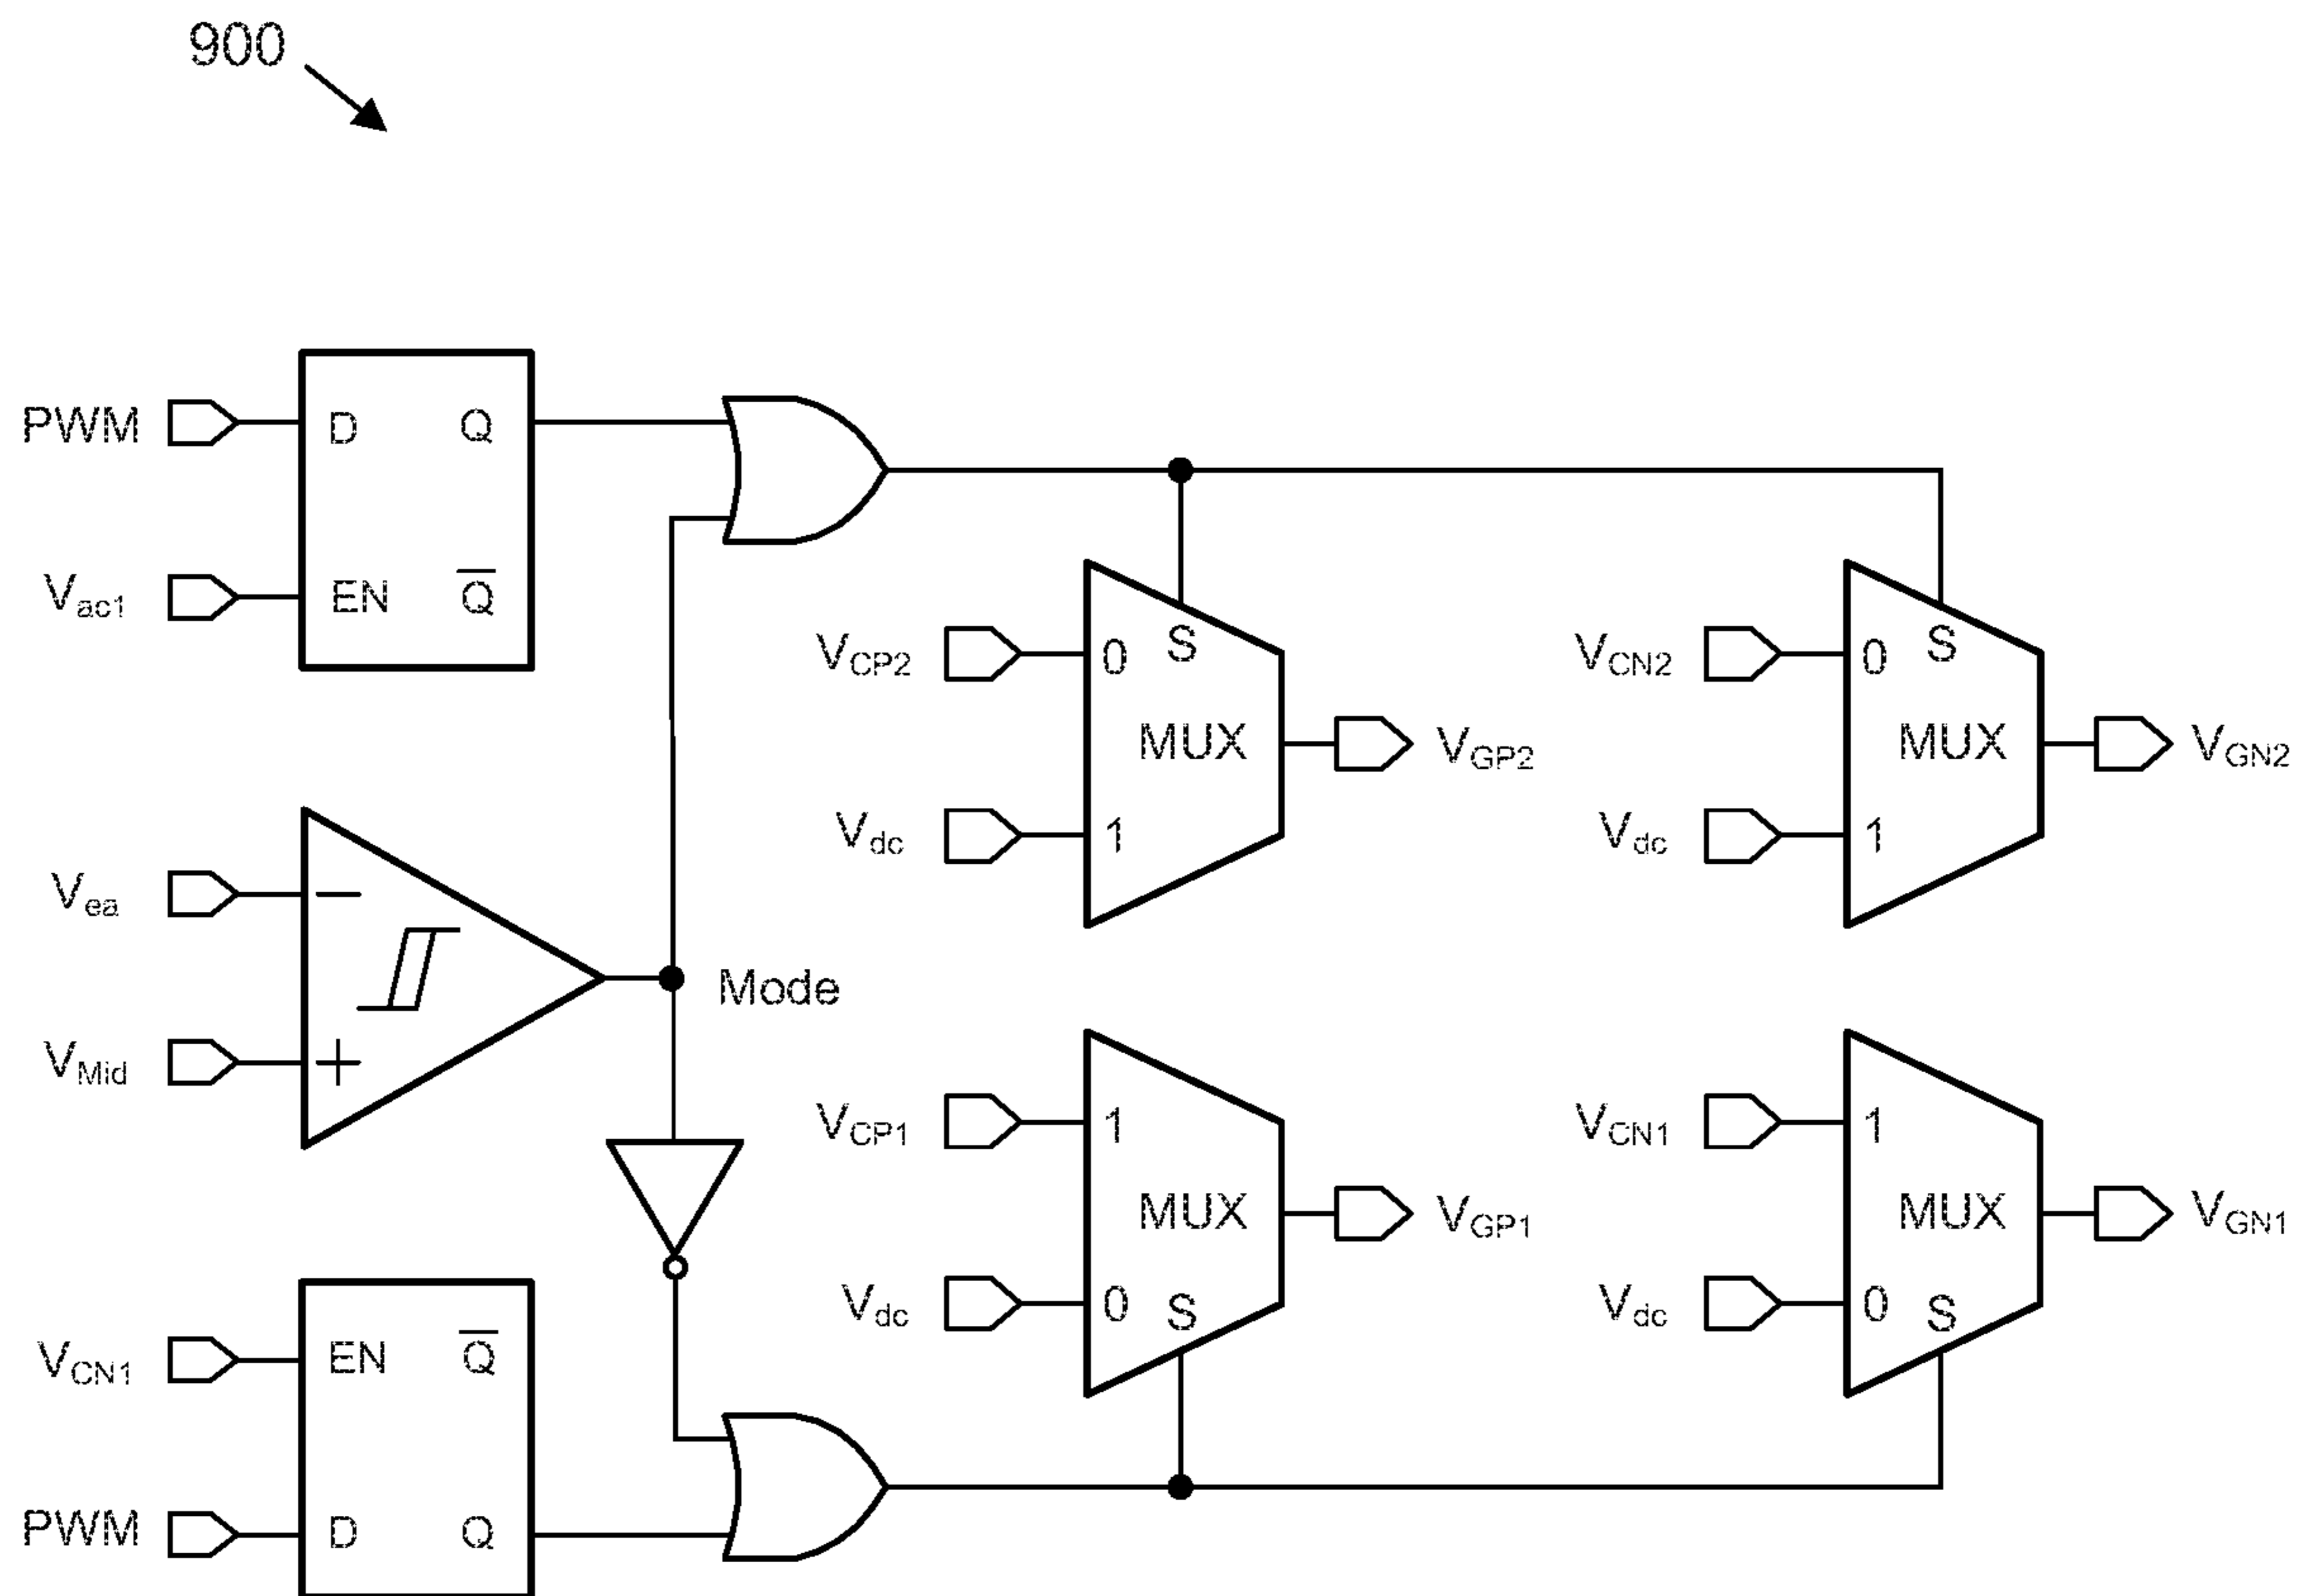 900
PWM
D
Q
Vac1
EN
Q
VCP2
0
S
MUX
VGP2
Vdc
1
VCN2
0
S
MUX
VGN2
Vdc
1
Vea
−
VMid
+
Mode
VCP1
1
MUX
VGP1
Vdc
0
S
VCN1
1
MUX
VGN1
Vdc
0
S
VCN1
EN
Q
PWM
D
Q